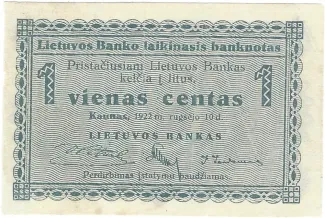 Lietuvos Banko laikinasis banknotas
Pristačiusiam Lietuvos Bankas
keičia į litus.
1 vienas centas 1
Kaunas, 1922 m. rugsėjo 10 d.
LIETUVOS BANKAS
Perdirbimas įstatymu baudžiamas.